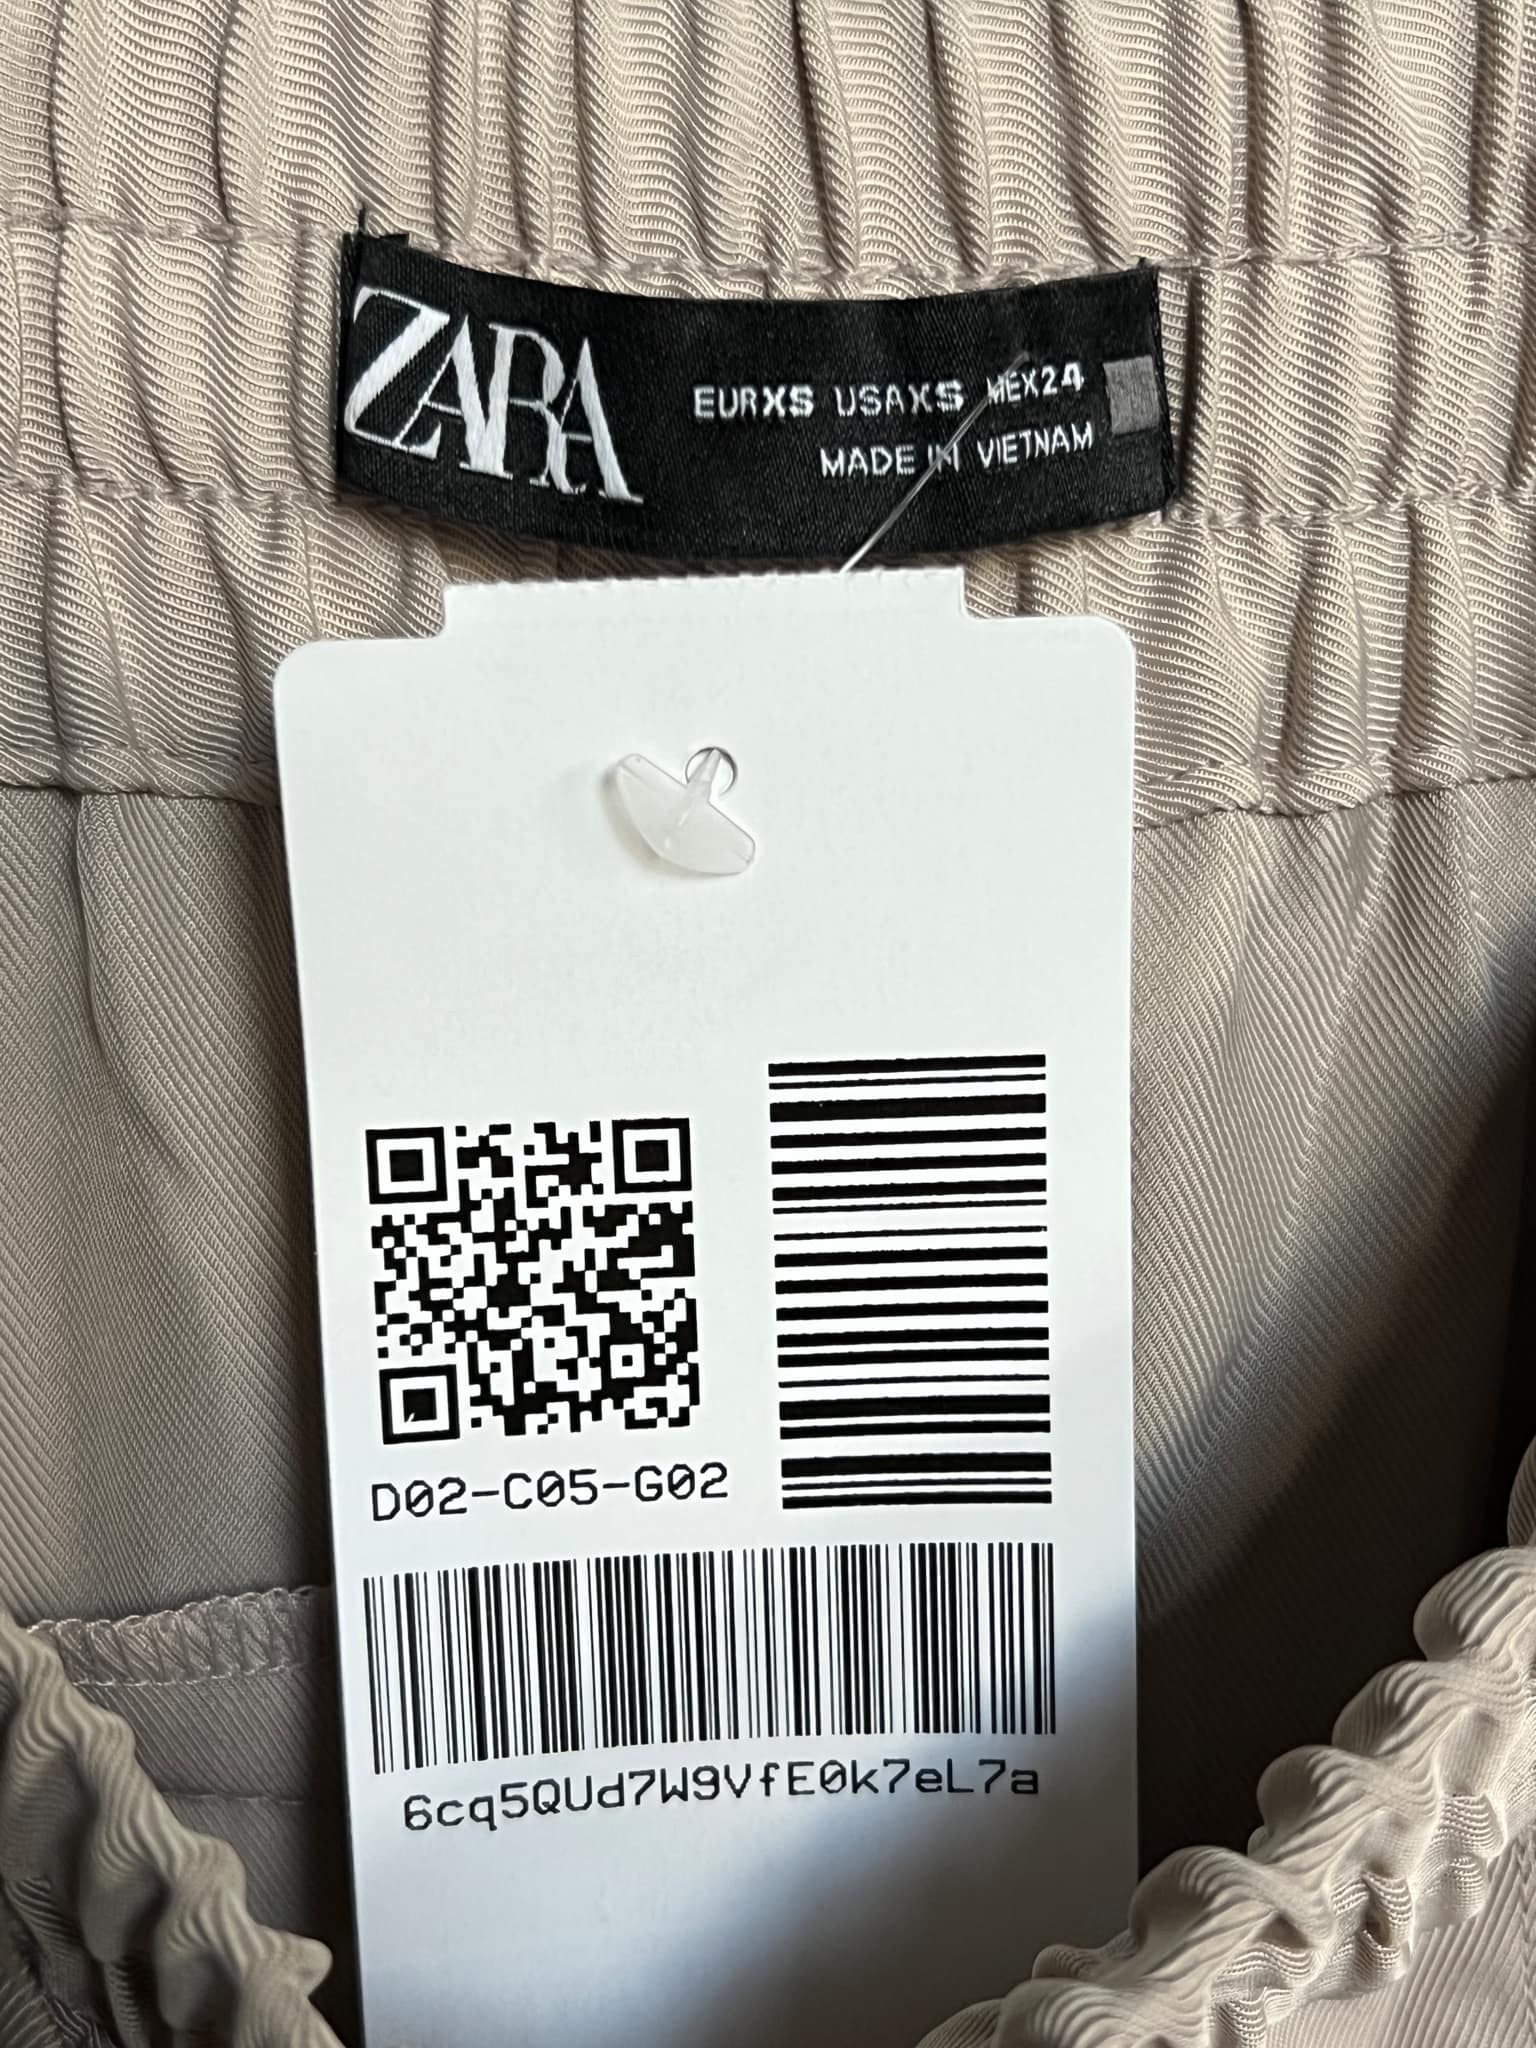 ZARA
EURXS USAXS MEX24
MADE IN VIETNAM
D02-C05-G02
6cq5QUd7W9VfE0k7eL7a